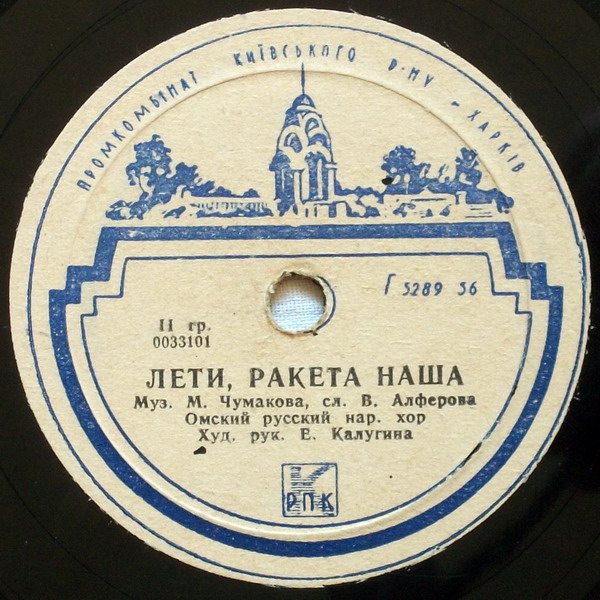 ПРОМКОМБІНАТ КИЇВСЬКОГО Р-НУ - ХАРКІВ
Г 5289 56
II гр.
0033101
ЛЕТИ, РАКЕТА НАША
Муз. М. Чумакова, сл. В. Алферова
Омский русский нар. хор
Худ. рук. Е. Калугина
РПК